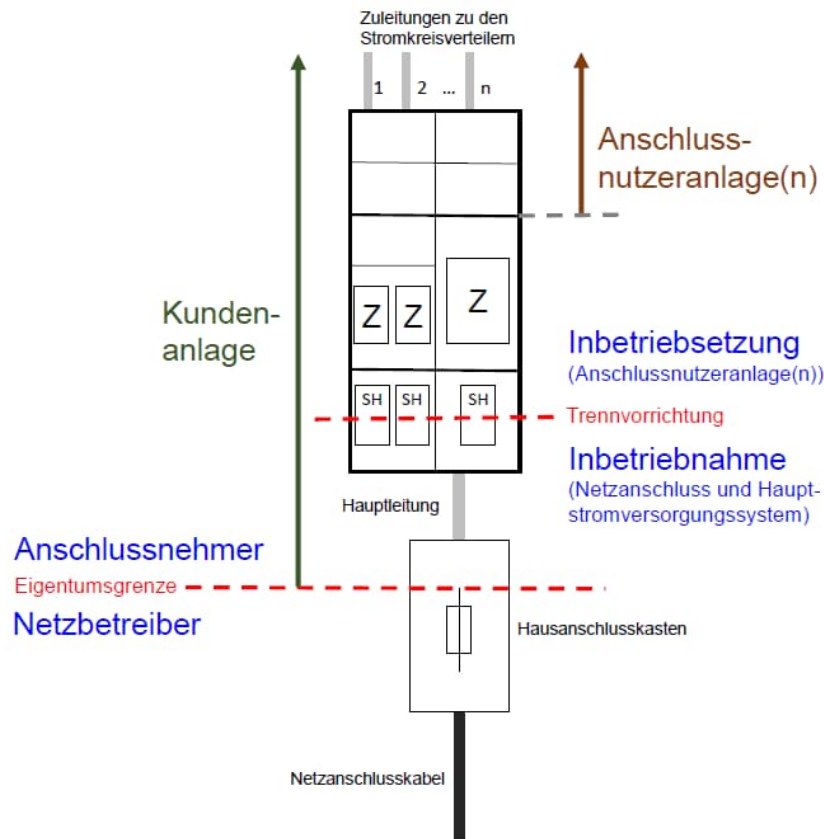 Zuleitungen zu den
Stromkreisverteilern
1 2 ... n
Anschluss-
nutzeranlage(n)
Z Z Z
Kunden-
anlage
Inbetriebsetzung
(Anschlussnutzeranlage(n))
SH SH SH
Trennvorrichtung
Inbetriebnahme
(Netzanschluss und Haupt-
stromversorgungssystem)
Hauptleitung
Anschlussnehmer
Eigentumsgrenze
Netzbetreiber
Hausanschlusskasten
Netzanschlusskabel